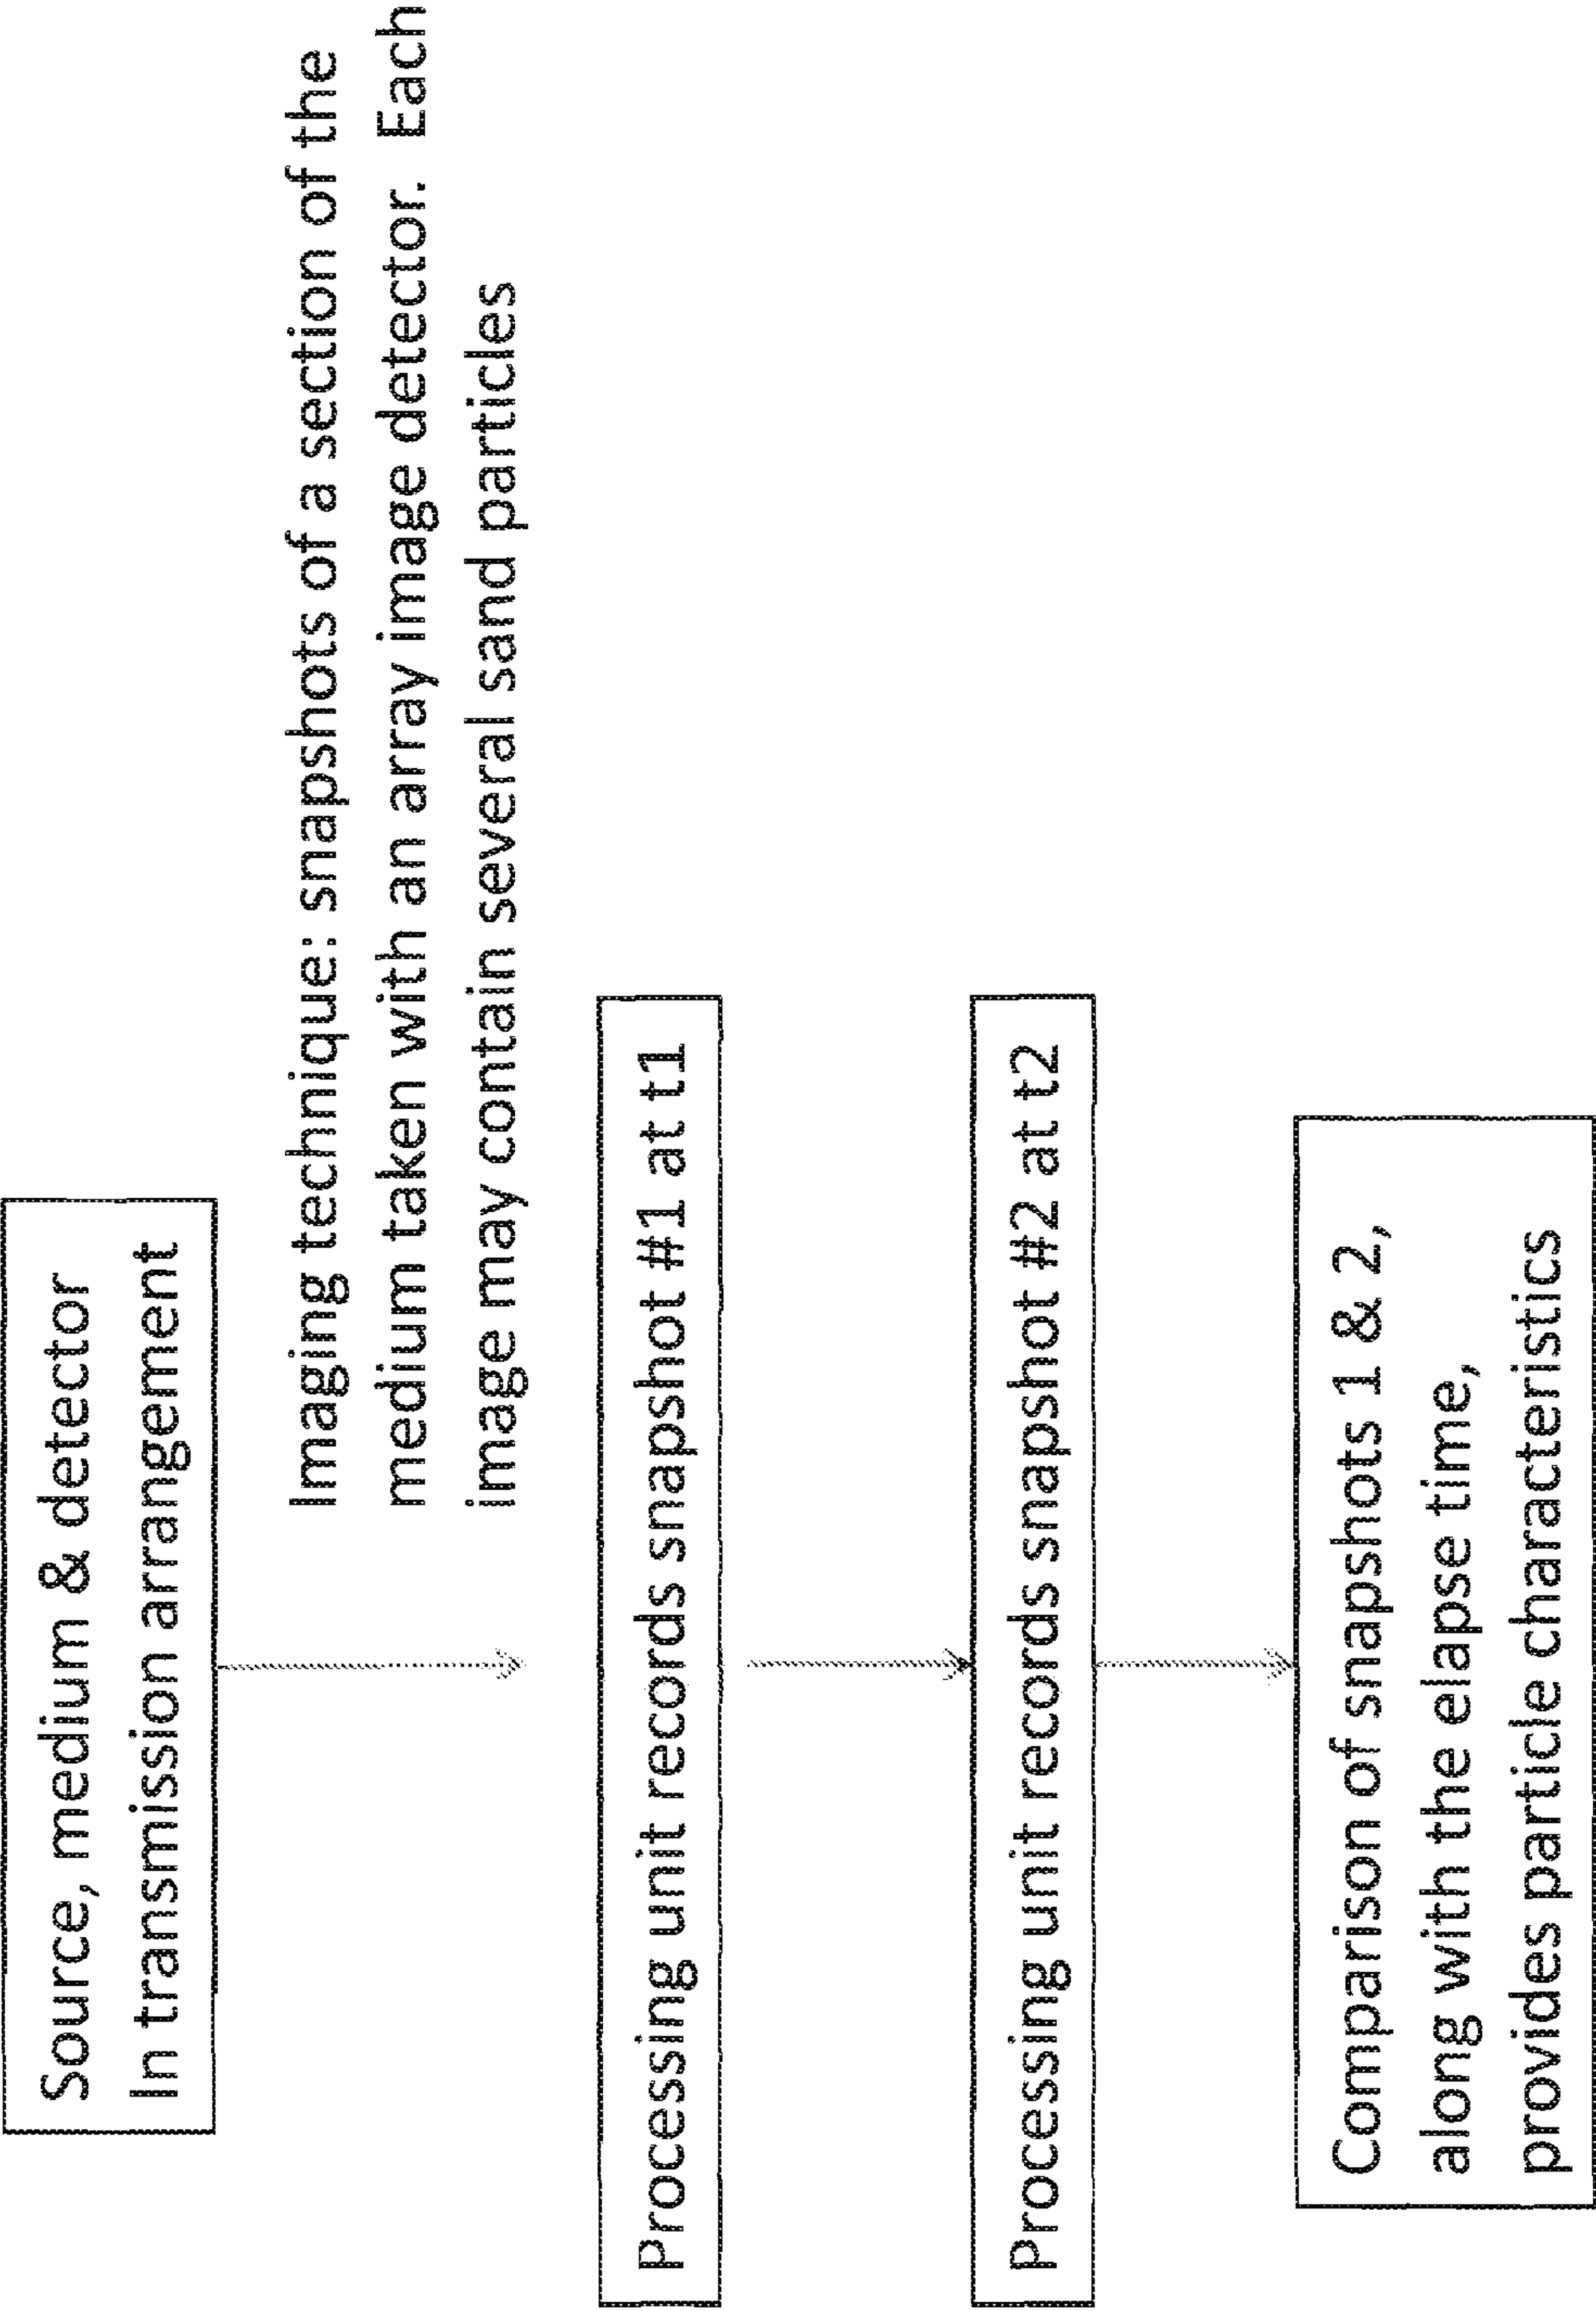 Source, medium & detector
In transmission arrangement
Imaging technique: snapshots of a section of the
medium taken with an array image detector. Each
image may contain several sand particles
Processing unit records snapshot #1 at t1
Processing unit records snapshot #2 at t2
Comparison of snapshots 1 & 2,
along with the elapse time,
provides particle characteristics